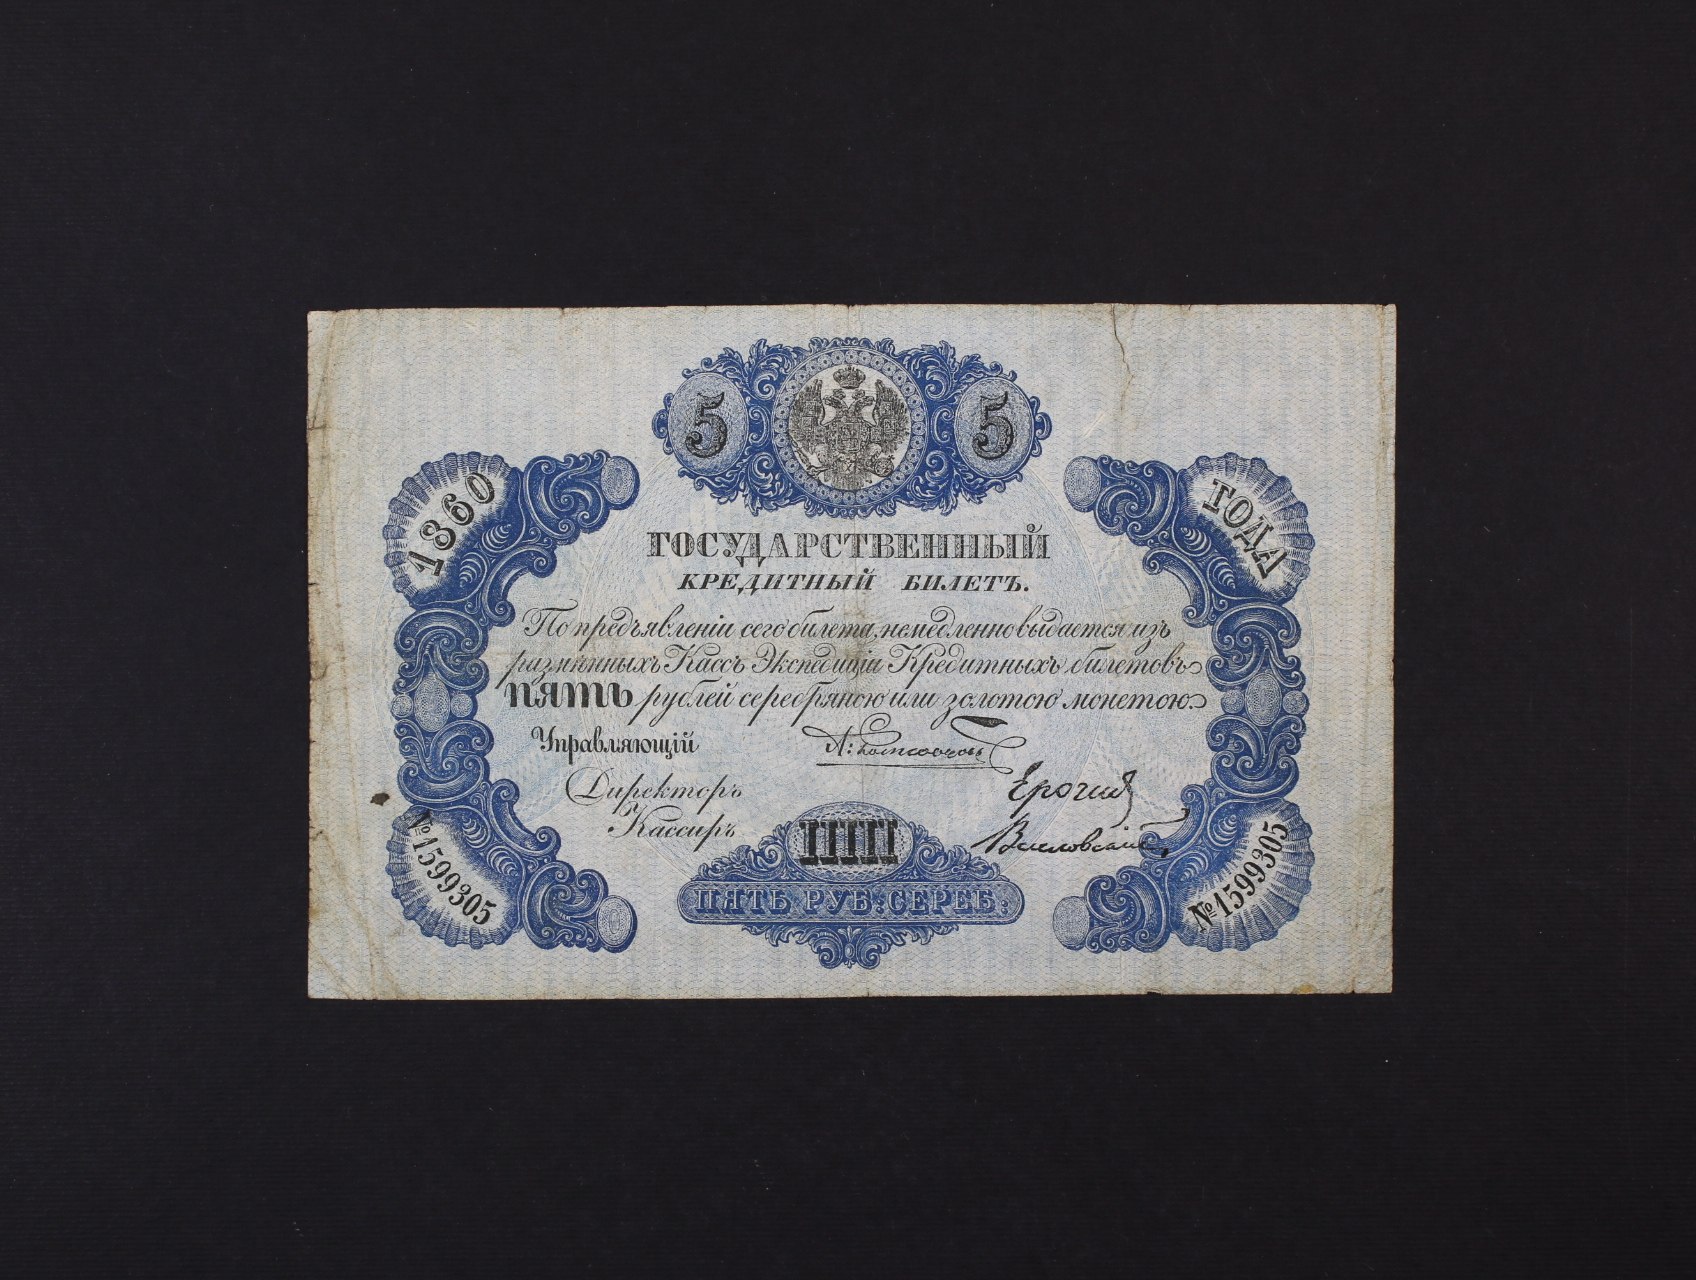 5 5
1860 ГОДА
ГОСУДАРСТВЕННЫЙ
КРЕДИТНЫЙ БИЛЕТЪ.
По предъявленіи сего билета, немедленно выдается изъ
размѣнныхъ Кассъ Экспедиціи Кредитныхъ билетовъ
ПЯТЬ рублей серебряною или золотою монетою.
Управляющій
Директоръ
Кассиръ
№1599305 №1599305
ПЯТЬ РУБ: СЕРЕБ: